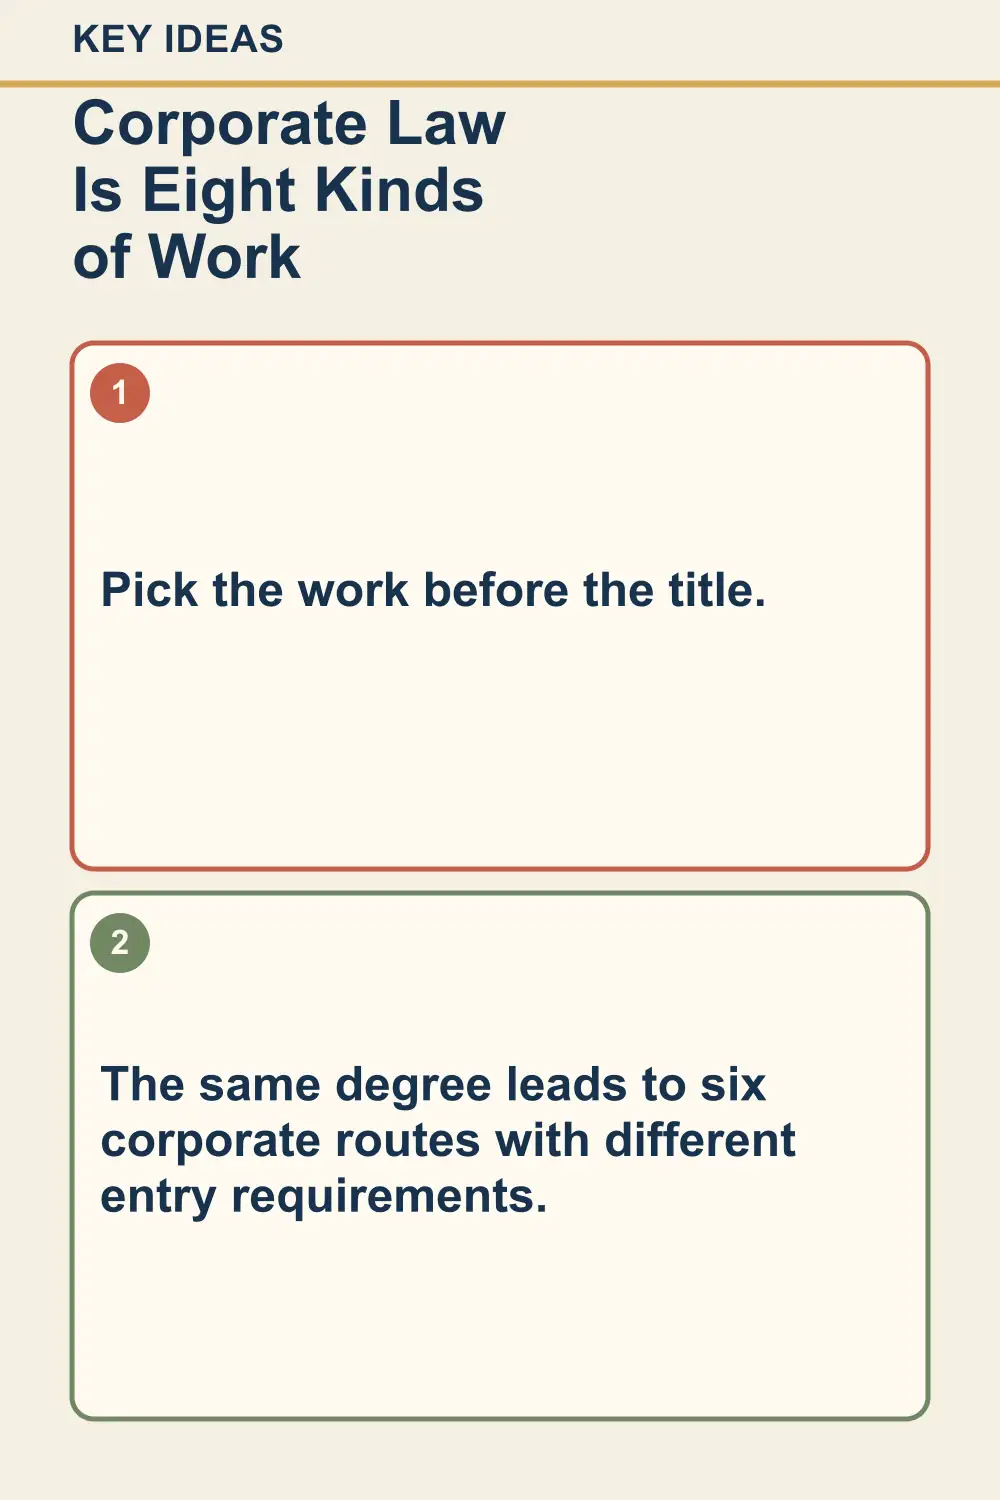 KEY IDEAS
Corporate Law
Is Eight Kinds
of Work
1
Pick the work before the title.
2
The same degree leads to six
corporate routes with different
entry requirements.